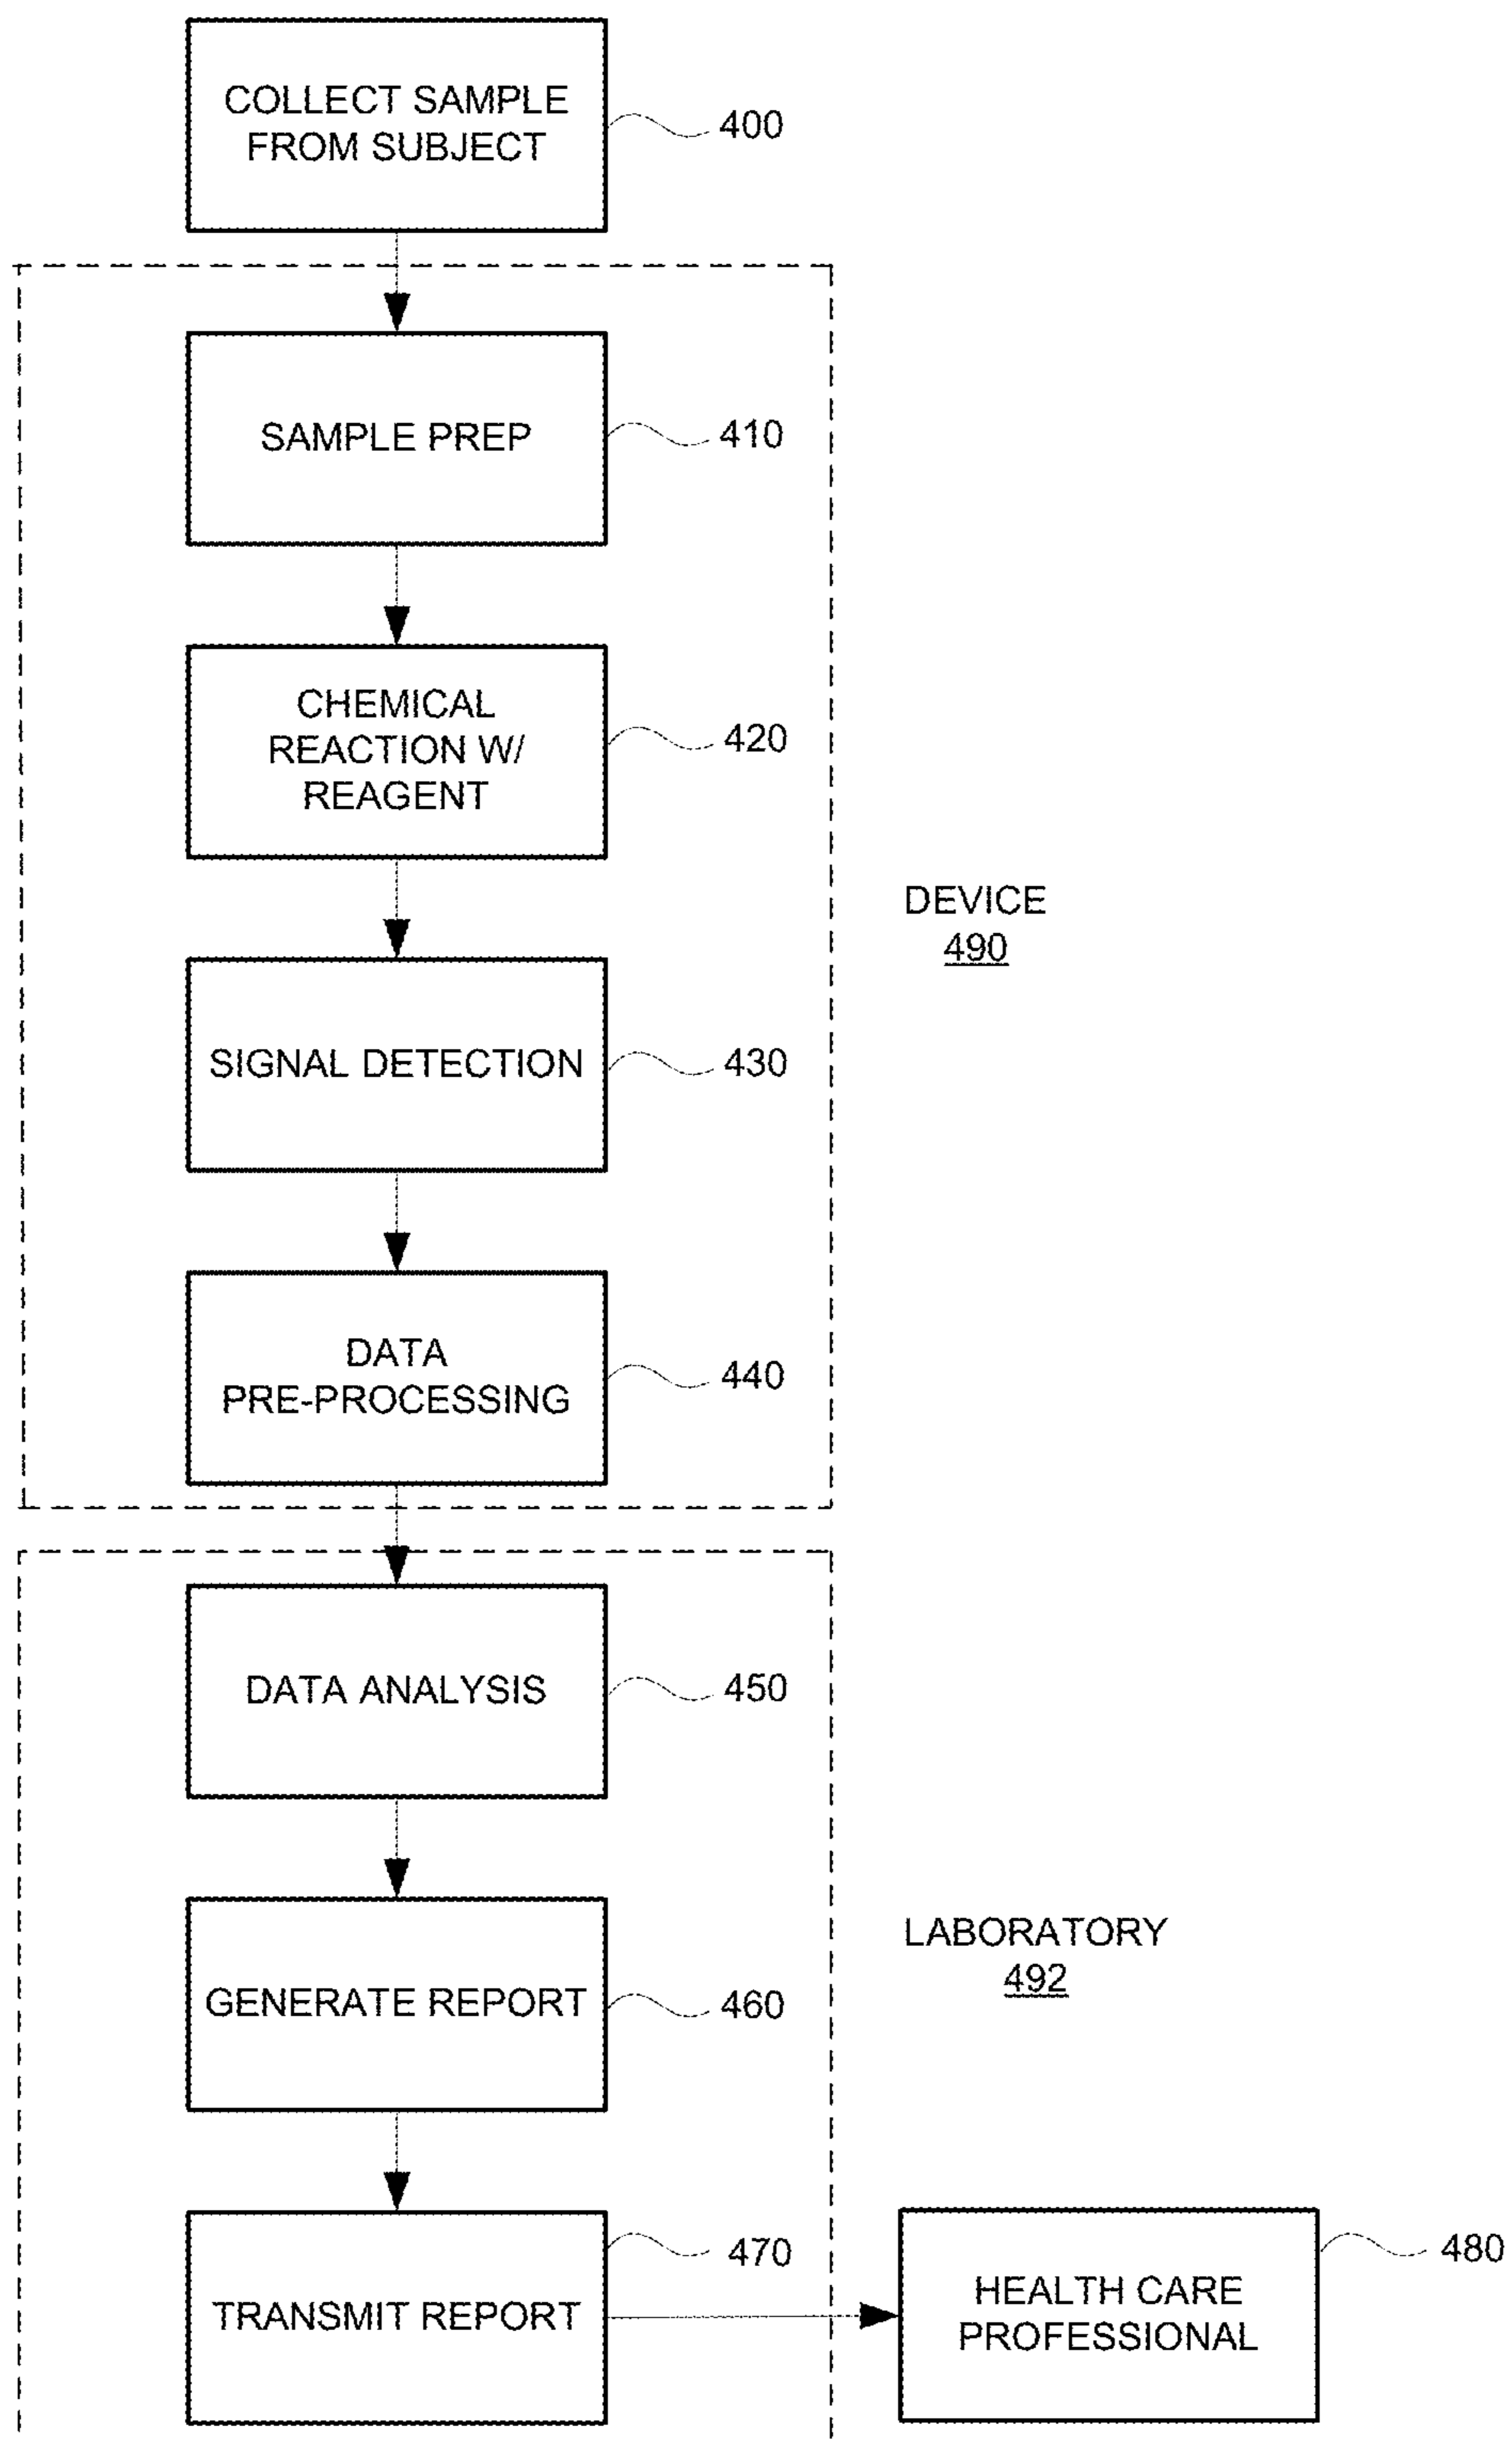 COLLECT SAMPLE
FROM SUBJECT
400
SAMPLE PREP
410
CHEMICAL
REACTION W/
REAGENT
420
DEVICE
490
SIGNAL DETECTION
430
DATA
PRE-PROCESSING
440
DATA ANALYSIS
450
LABORATORY
492
GENERATE REPORT
460
TRANSMIT REPORT
470
HEALTH CARE
PROFESSIONAL
480